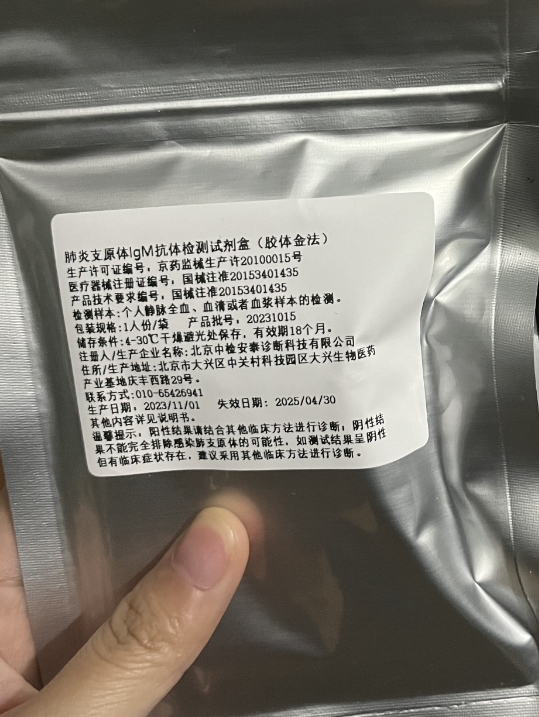 肺炎支原体IgM抗体检测试剂盒（胶体金法）
生产许可证编号，京药监械生产许20100015号
医疗器械注册证编号，国械注准20153401435
产品技术要求编号，国械注准20153401435
检测样本:个人静脉全血、血清或者血浆样本的检测。
包装规格:1人份/袋 产品批号，20231015
储存条件:4-30℃干燥避光处保存，有效期18个月。
注册人/生产企业名称:北京中检安泰诊断科技有限公司
住所/生产地址:北京市大兴区中关村科技园区大兴生物医药
产业基地庆丰西路29号。
联系方式:010-65426941
生产日期，2023/11/01 失效日期：2025/04/30
其他内容详见说明书。
温馨提示，阳性结果请结合其他临床方法进行诊断；阴性结
果不能完全排除感染肺支原体的可能性，如测试结果呈阴性
但有临床症状存在，建议采用其他临床方法进行诊断。